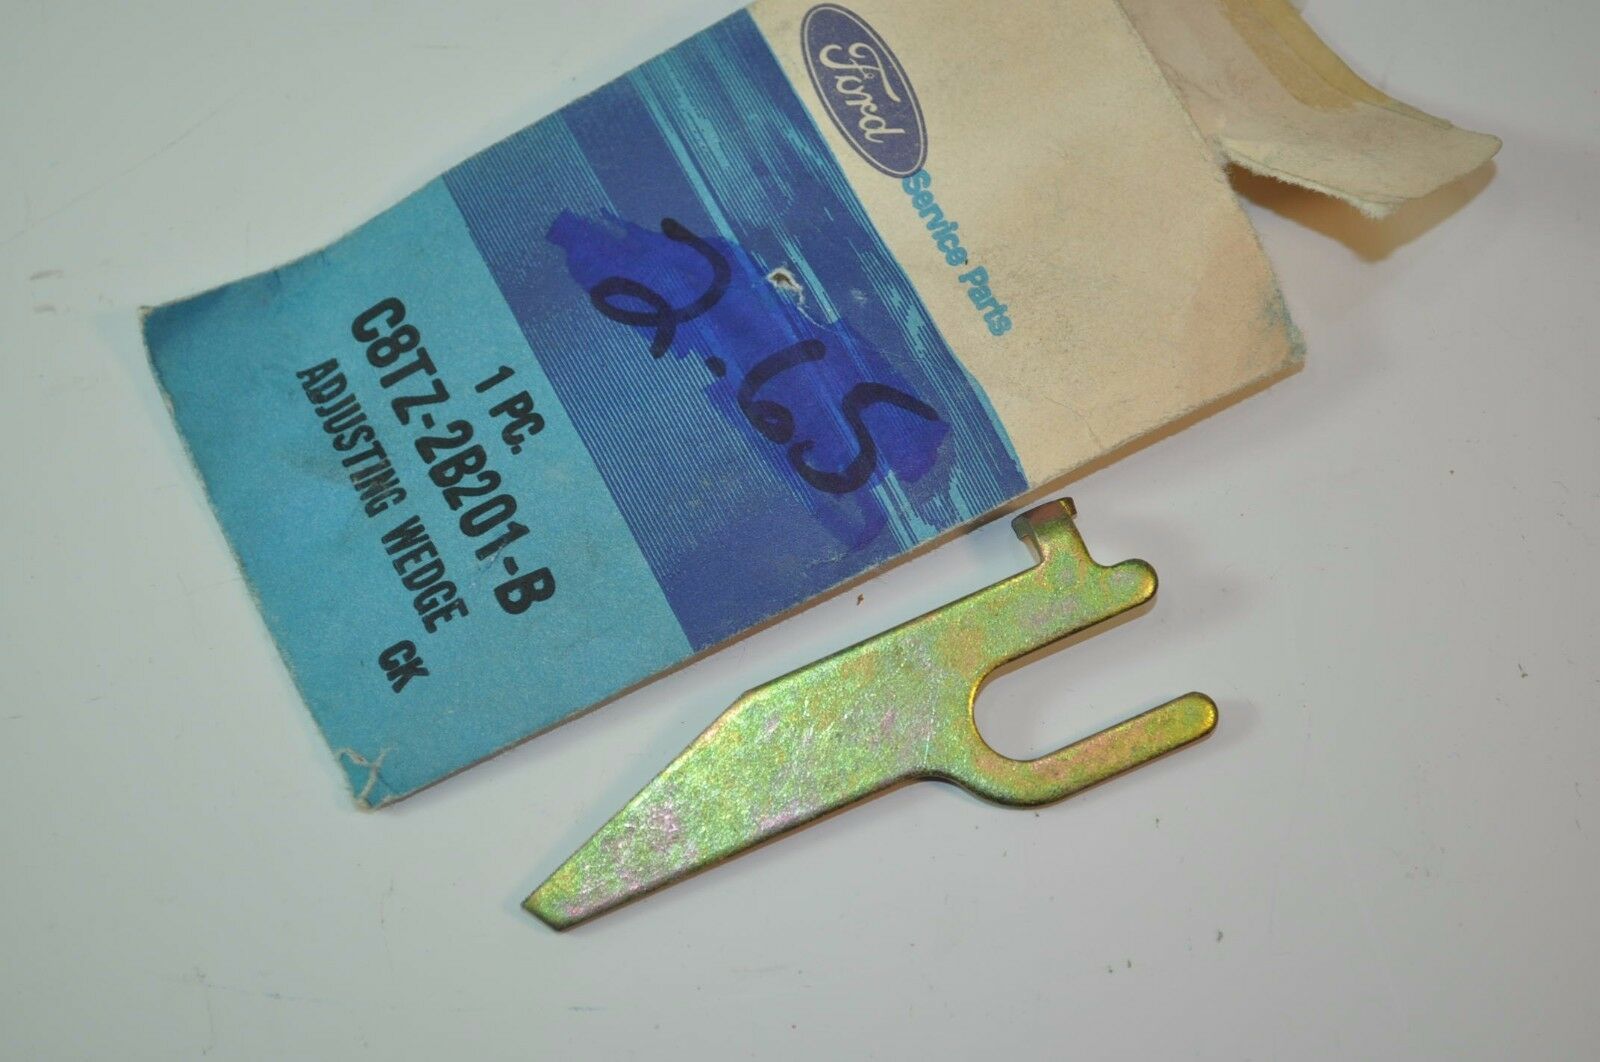 Ford
Service Parts
2.65
1 PC.
C8TZ-2B201-B
ADJUSTING WEDGE CK